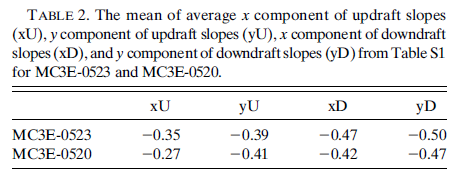 TABLE 2. The mean of average x component of updraft slopes
(xU), y component of updraft slopes (yU), x component of downdraft
slopes (xD), and y component of downdraft slopes (yD) from Table S1
for MC3E-0523 and MC3E-0520.
xU yU xD yD
MC3E-0523 −0.35 −0.39 −0.47 −0.50
MC3E-0520 −0.27 −0.41 −0.42 −0.47